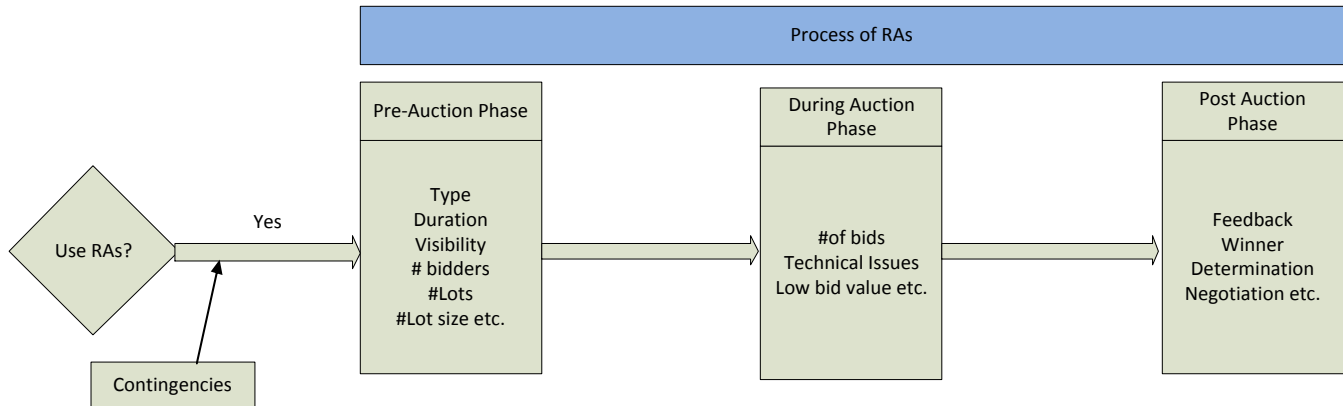 Process of RAs
Use RAs?
Yes
Contingencies
Pre-Auction Phase
Type
Duration
Visibility
# bidders
#Lots
#Lot size etc.
During Auction
Phase
#of bids
Technical Issues
Low bid value etc.
Post Auction
Phase
Feedback
Winner
Determination
Negotiation etc.